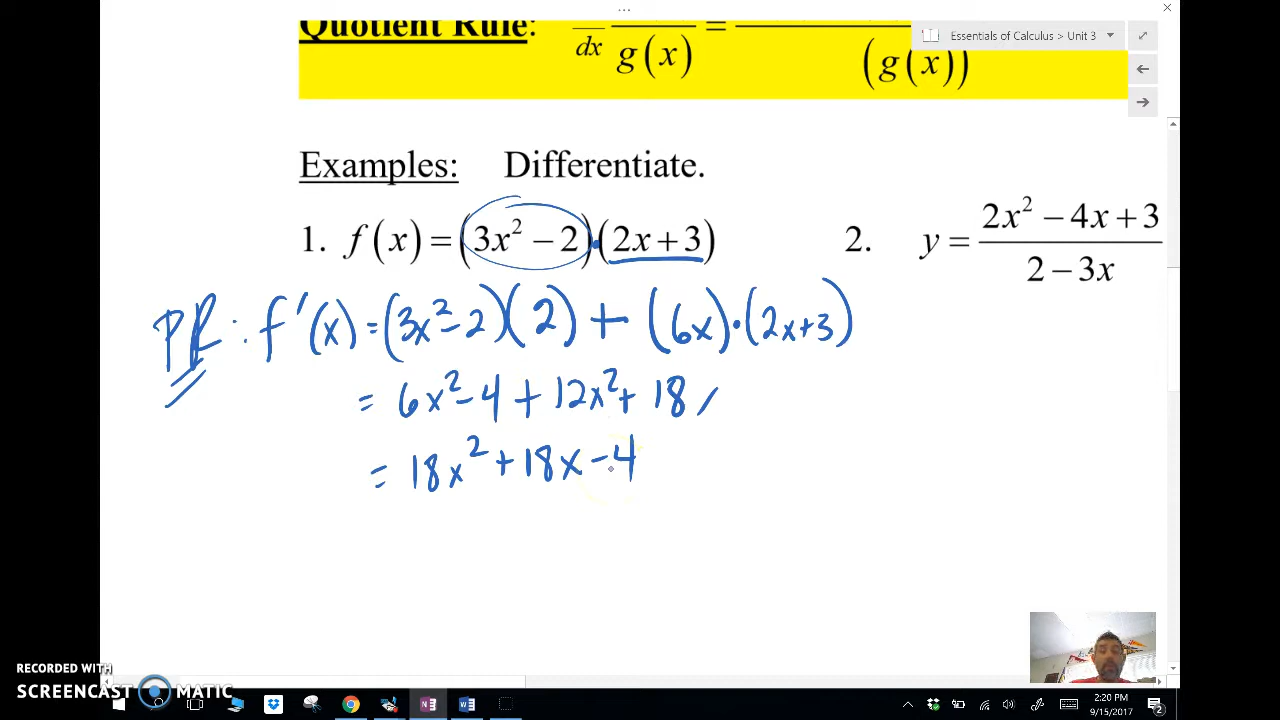 Quotient Rule:  dx g(x) = (g(x))
Essentials of Calculus > Unit 3
Examples: Differentiate.
1. f(x) = (3x² − 2)·(2x + 3)
2. y = (2x² − 4x + 3)/(2 − 3x)
PR: f'(x) = (3x² − 2)(2) + (6x)·(2x+3)
= 6x² − 4 + 12x² + 18
= 18x² + 18x − 4
RECORDED WITH
SCREENCAST MATIC
2:20 PM
9/15/2017
2